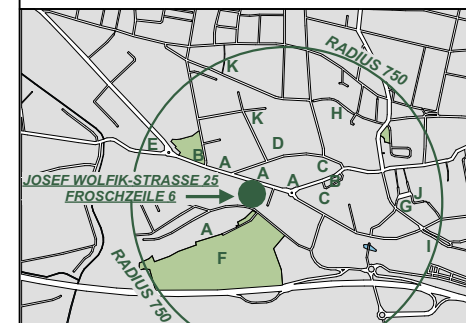 RADIUS 750
K
K
H
E
D
B
A
C
A
A
B
C
J
G
JOSEF WOLFIK-STRASSE 25
FROSCHZEILE 6
A
I
F
RADIUS 750